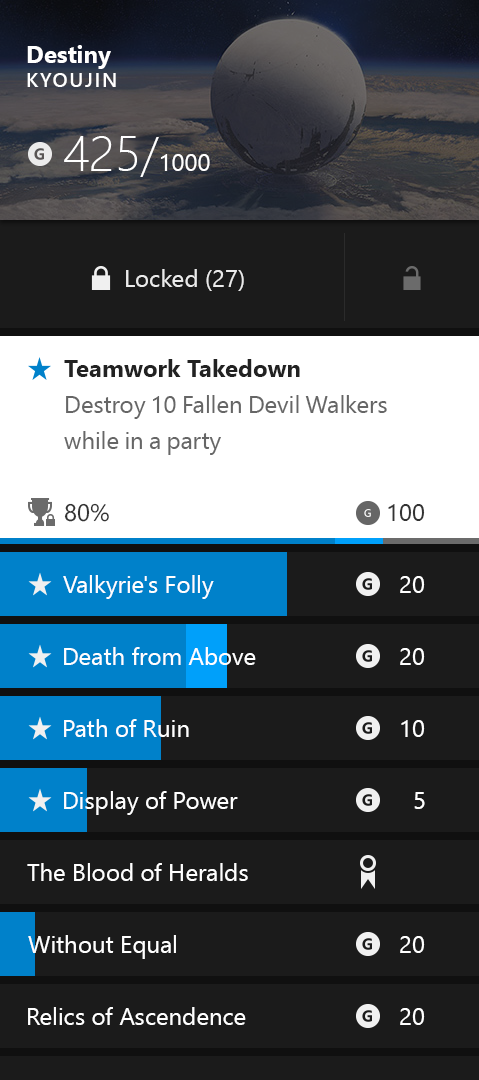 Destiny
KYOUJIN
G 425/1000
Locked (27)
Teamwork Takedown
Destroy 10 Fallen Devil Walkers
while in a party
80% G 100
Valkyrie's Folly G 20
Death from Above G 20
Path of Ruin G 10
Display of Power G 5
The Blood of Heralds
Without Equal G 20
Relics of Ascendence G 20